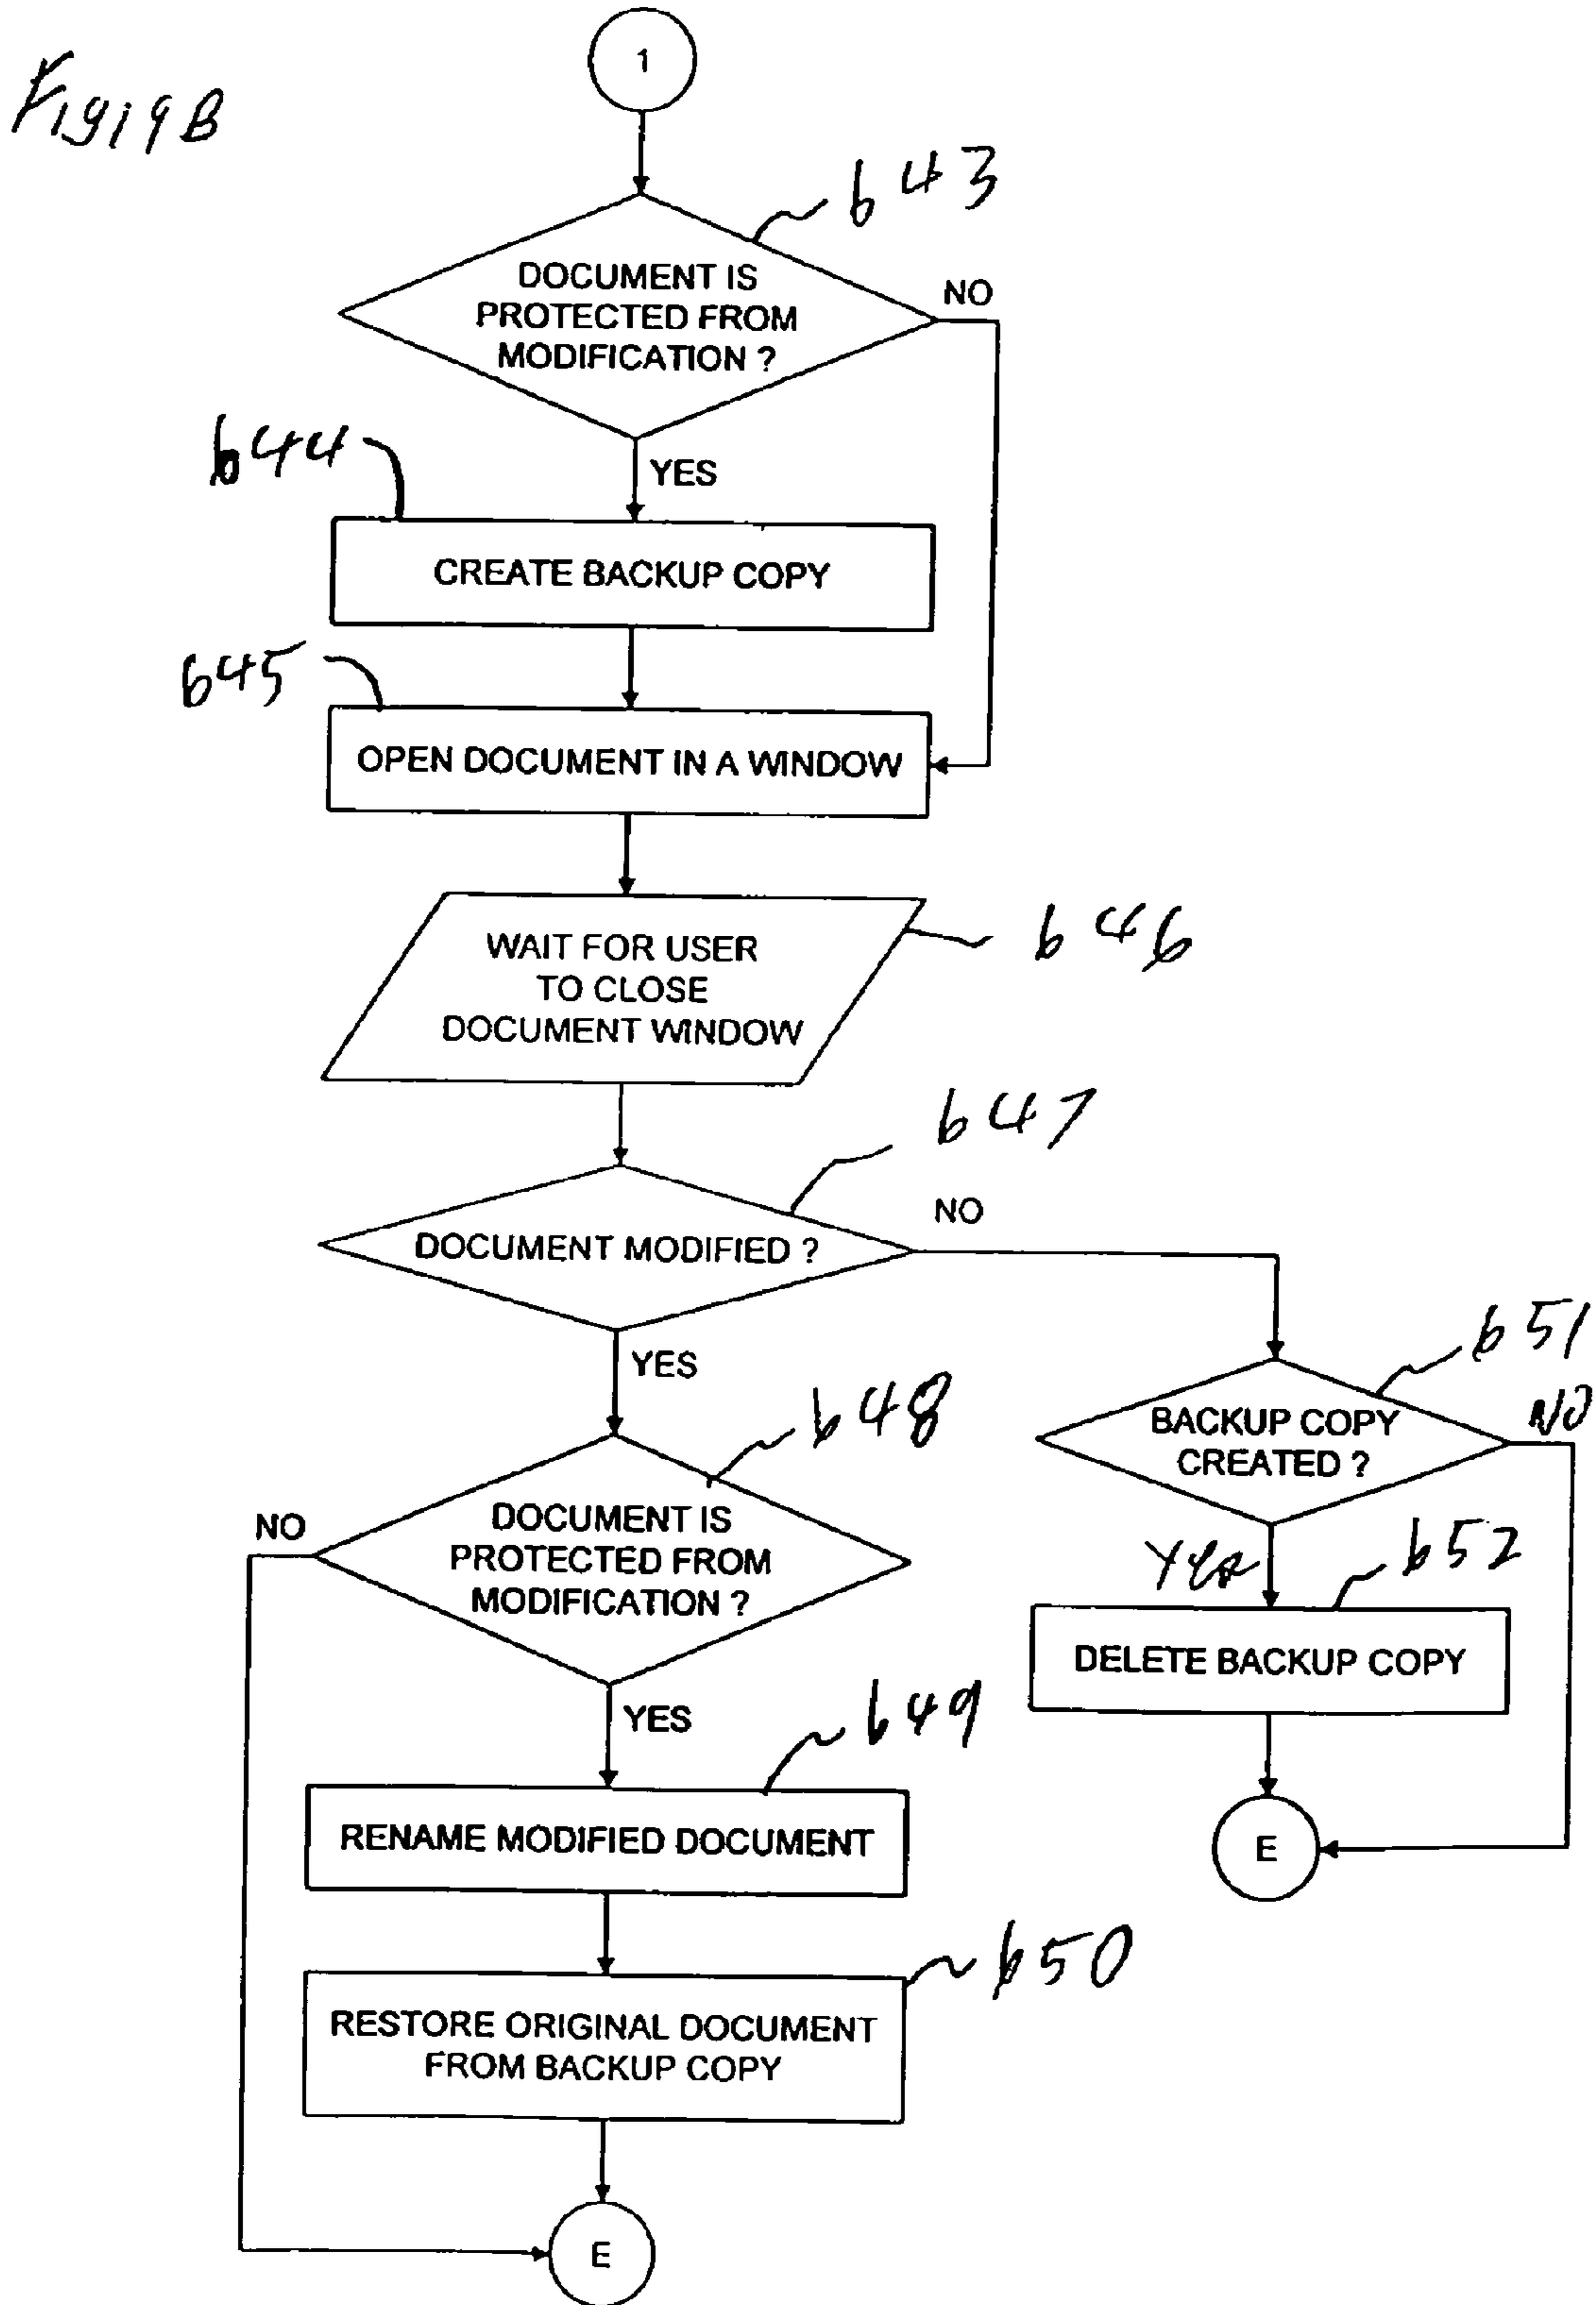 1
Fig19B
643
DOCUMENT IS
PROTECTED FROM
MODIFICATION ?
NO
644
YES
CREATE BACKUP COPY
645
OPEN DOCUMENT IN A WINDOW
WAIT FOR USER
TO CLOSE
DOCUMENT WINDOW
646
647
DOCUMENT MODIFIED ?
NO
YES
651
BACKUP COPY
CREATED ?
NO
648
DOCUMENT IS
PROTECTED FROM
MODIFICATION ?
NO
Yes
652
DELETE BACKUP COPY
YES
649
RENAME MODIFIED DOCUMENT
E
650
RESTORE ORIGINAL DOCUMENT
FROM BACKUP COPY
E